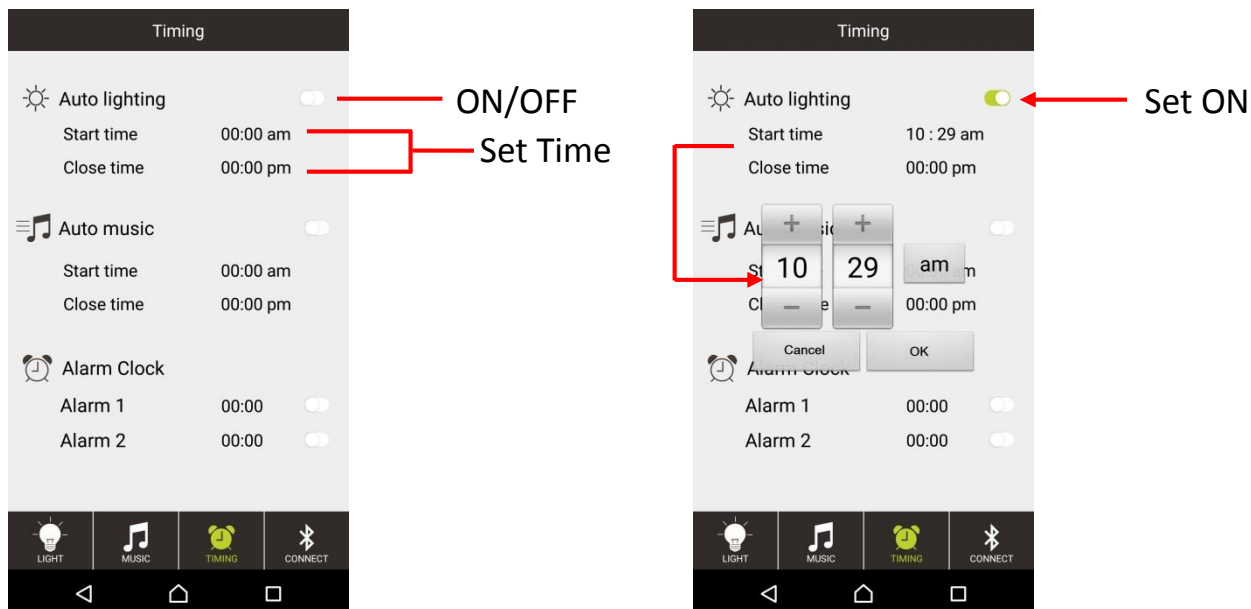 Timing
Auto lighting
ON/OFF
Start time 00:00 am
Set Time
Close time 00:00 pm
Auto music
Start time 00:00 am
Close time 00:00 pm
Alarm Clock
Alarm 1 00:00
Alarm 2 00:00
LIGHT MUSIC TIMING CONNECT
Timing
Auto lighting
Set ON
Start time 10 : 29 am
Close time 00:00 pm
+ +
10 29 am
− −
00:00 pm
Cancel OK
Alarm Clock
Alarm 1 00:00
Alarm 2 00:00
LIGHT MUSIC TIMING CONNECT